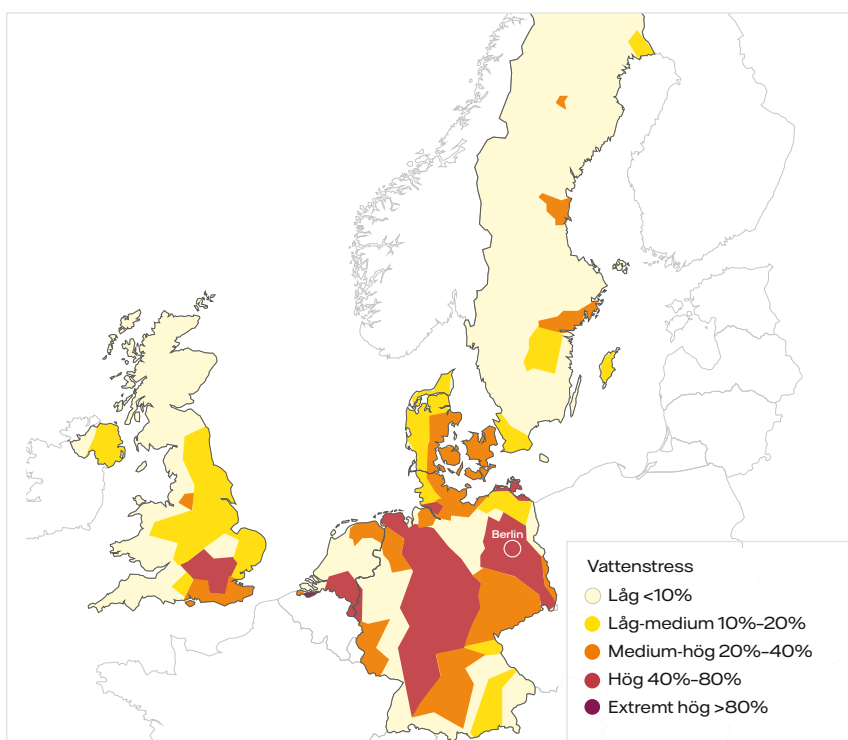 Berlin
Vattenstress
Låg <10%
Låg-medium 10%-20%
Medium-hög 20%-40%
Hög 40%-80%
Extremt hög >80%